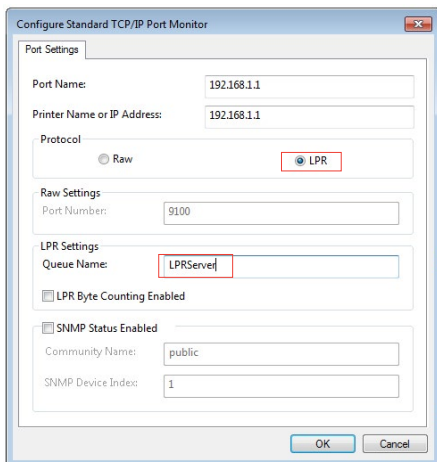 Configure Standard TCP/IP Port Monitor
Port Settings
Port Name: 192.168.1.1
Printer Name or IP Address: 192.168.1.1
Protocol
Raw LPR
Raw Settings
Port Number: 9100
LPR Settings
Queue Name: LPRServer
LPR Byte Counting Enabled
SNMP Status Enabled
Community Name: public
SNMP Device Index: 1
OK Cancel